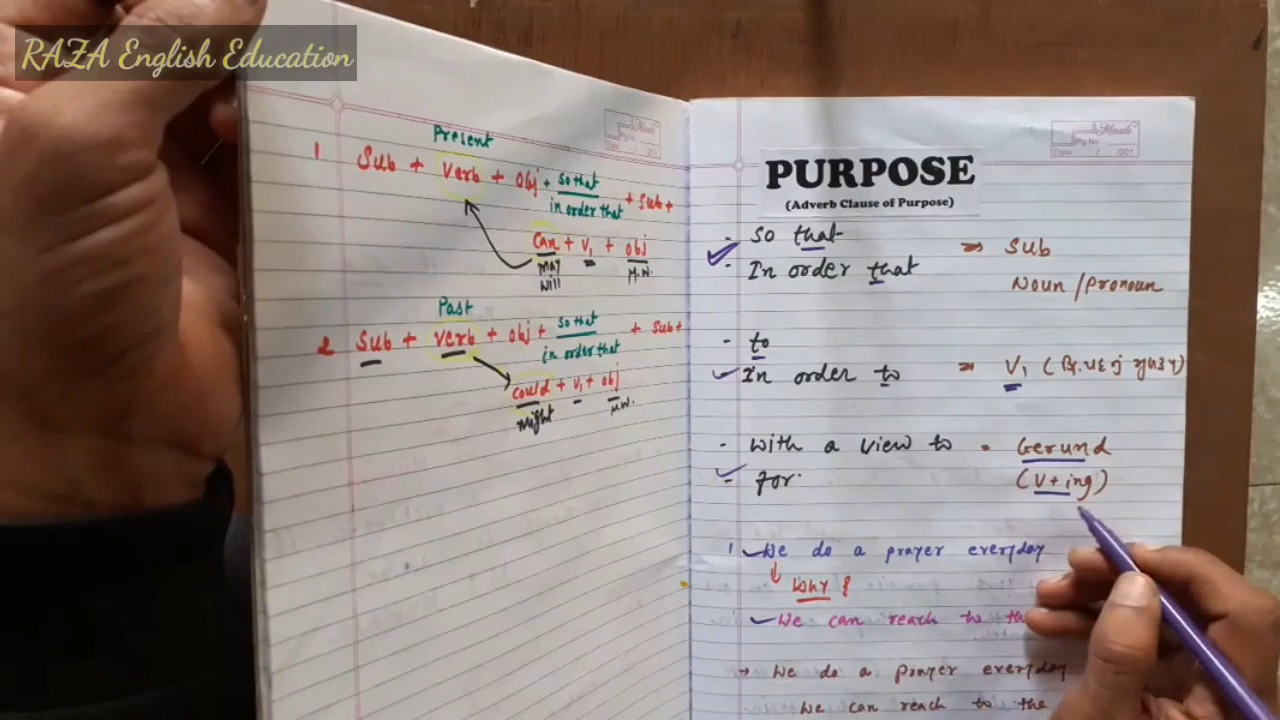 RAZA English Education
Present
1 Sub + Verb + Obj + so that + Sub +
in order that
Can + V1 + obj
may M.W.
will
Past
2 Sub + Verb + Obj + so that + Sub +
in order that
could + V1 + obj
might M.W.
PURPOSE
(Adverb Clause of Purpose)
- so that ⇒ Sub
- In order that Noun / Pronoun
- to
In order to ⇒ V1
- With a view to = Gerund
- for. (V+ing)
1 We do a prayer everyday
↓ Why {
We can reach to
→ We do a prayer everyday
We can reach to the